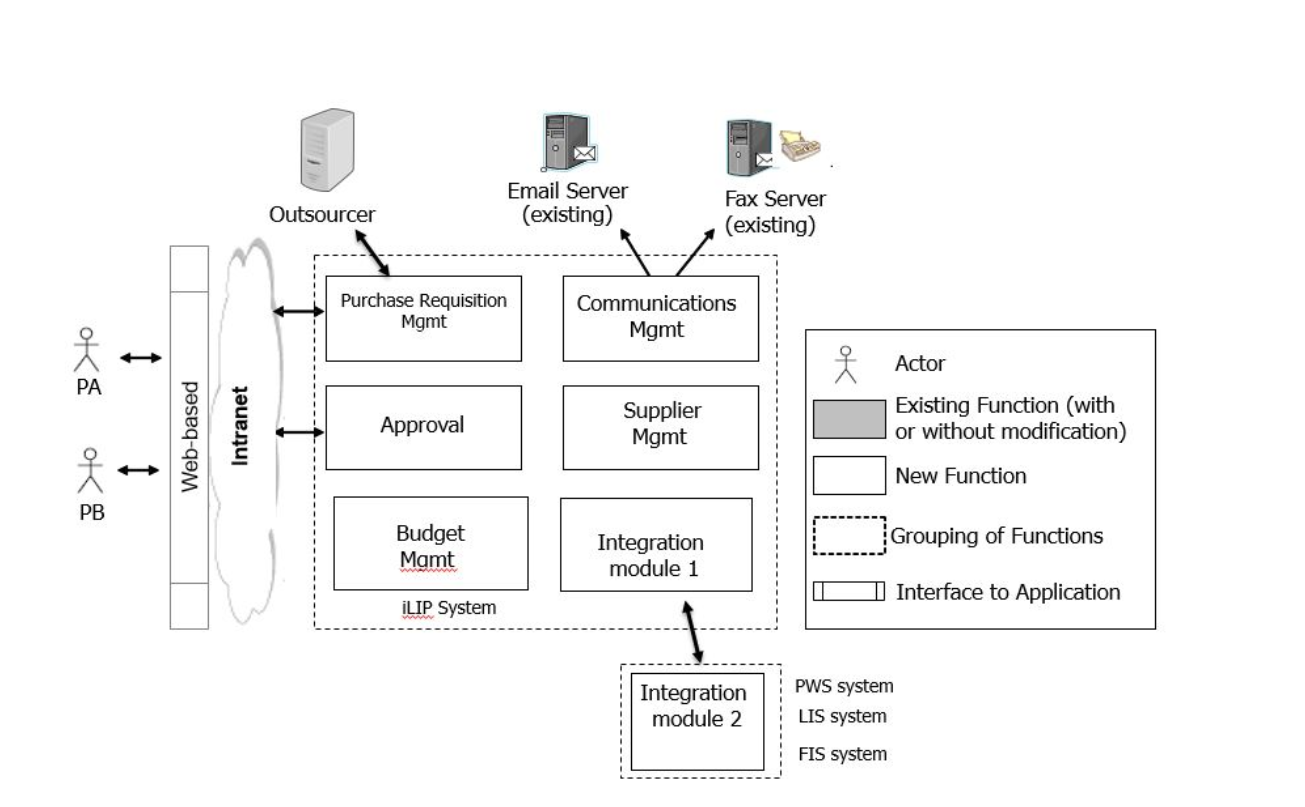 Outsourcer
Email Server
(existing)
Fax Server
(existing)
Purchase Requisition
Mgmt
Communications
Mgmt
PA
Web-based
Intranet
Approval
Supplier
Mgmt
PB
Budget
Mgmt
Integration
module 1
iLIP System
Actor
Existing Function (with
or without modification)
New Function
Grouping of Functions
Interface to Application
Integration
module 2
PWS system
LIS system
FIS system